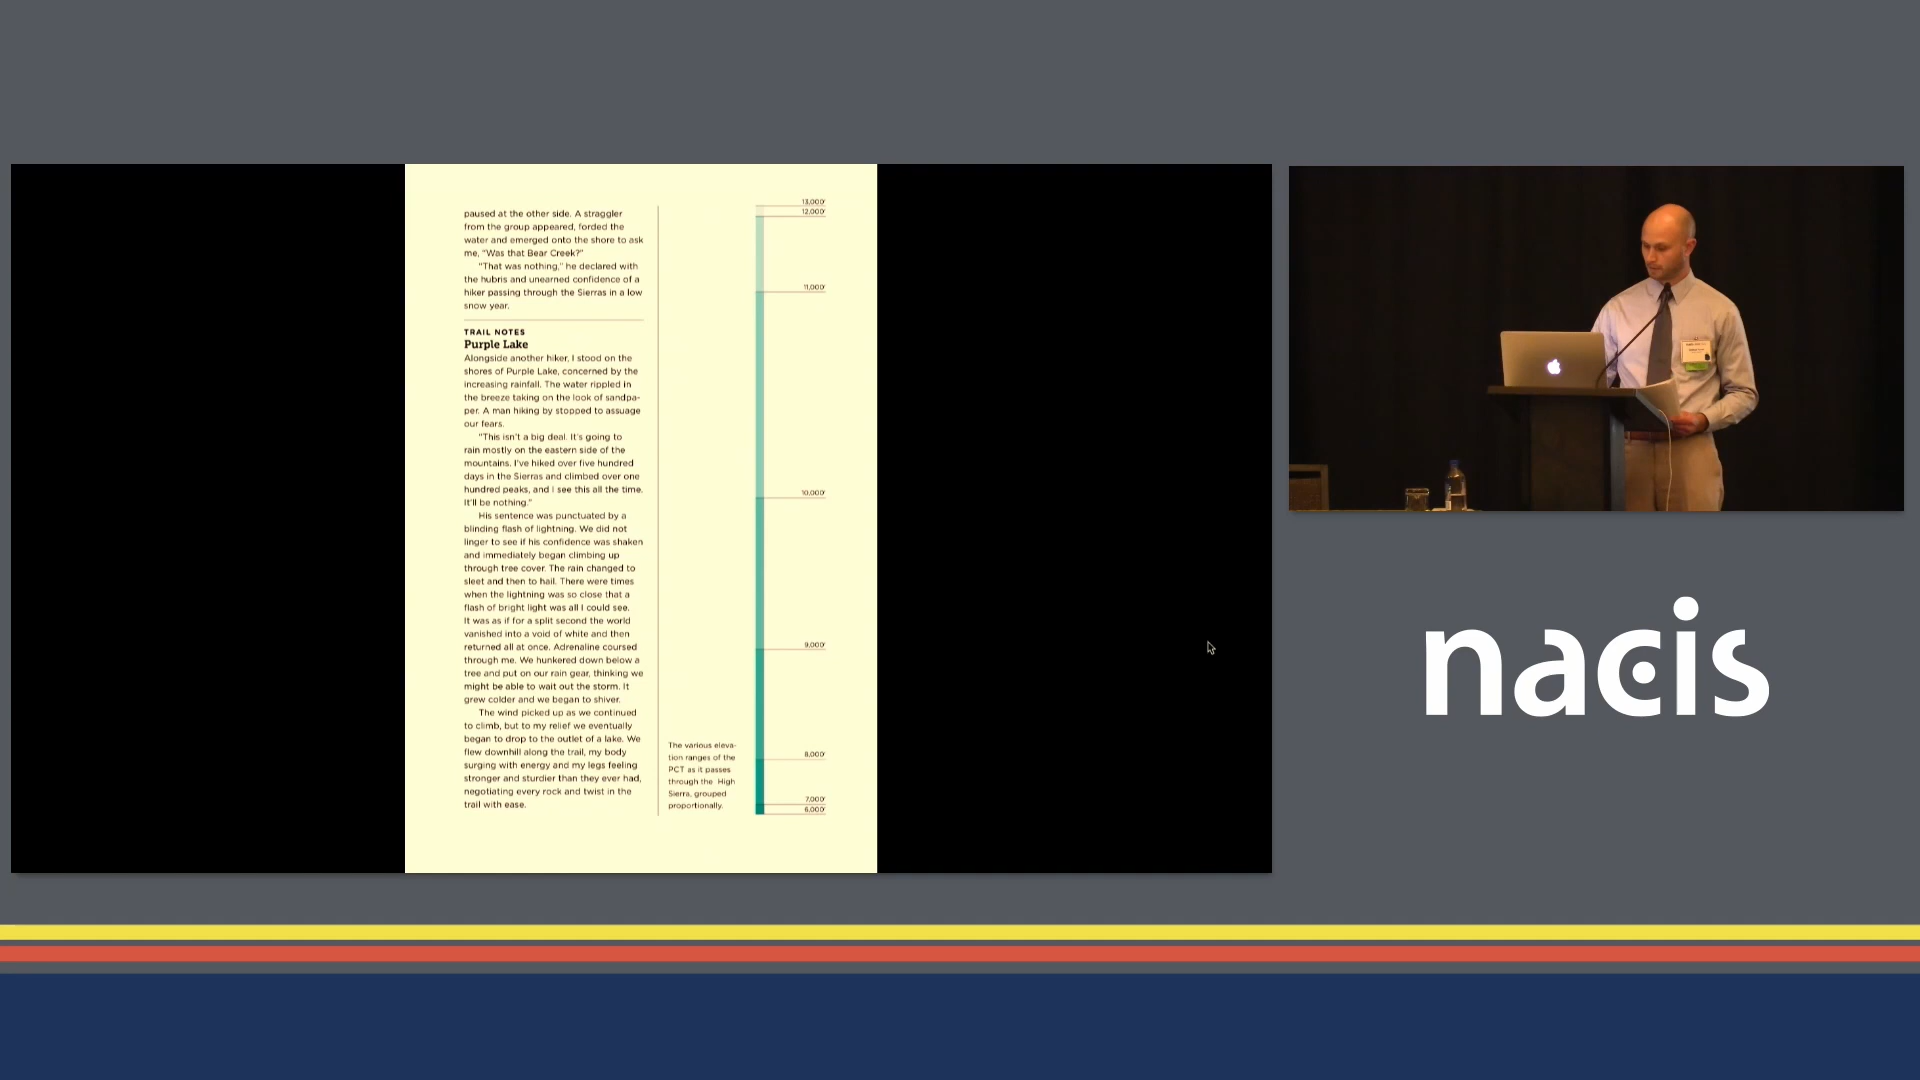 paused at the other side. A straggler
from the group appeared, forded the
water and emerged onto the shore to ask
me, "Was that Bear Creek?"
"That was nothing," he declared with
the hubris and unearned confidence of a
hiker passing through the Sierras in a low
snow year.
TRAIL NOTES
Purple Lake
Alongside another hiker, I stood on the
shores of Purple Lake, concerned by the
increasing rainfall. The water rippled in
the breeze taking on the look of sandpa-
per. A man hiking by stopped to assuage
our fears.
"This isn't a big deal. It's going to
rain mostly on the eastern side of the
mountains. I've hiked over five hundred
days in the Sierras and climbed over one
hundred peaks, and I see this all the time.
It'll be nothing."
His sentence was punctuated by a
blinding flash of lightning. We did not
linger to see if his confidence was shaken
and immediately began climbing up
through tree cover. The rain changed to
sleet and then to hail. There were times
when the lightning was so close that a
flash of bright light was all I could see.
It was as if for a split second the world
vanished into a void of white and then
returned all at once. Adrenaline coursed
through me. We hunkered down below a
tree and put on our rain gear, thinking we
might be able to wait out the storm. It
grew colder and we began to shiver.
The wind picked up as we continued
to climb, but to my relief we eventually
began to drop to the outlet of a lake. We
flew downhill along the trail, my body
surging with energy and my legs feeling
stronger and sturdier than they ever had,
negotiating every rock and twist in the
trail with ease.
The various eleva-
tion ranges of the
PCT as it passes
through the High
Sierra, grouped
proportionally.
13,000'
12,000'
11,000'
10,000'
9,000'
8,000'
7,000'
6,000'
nacis